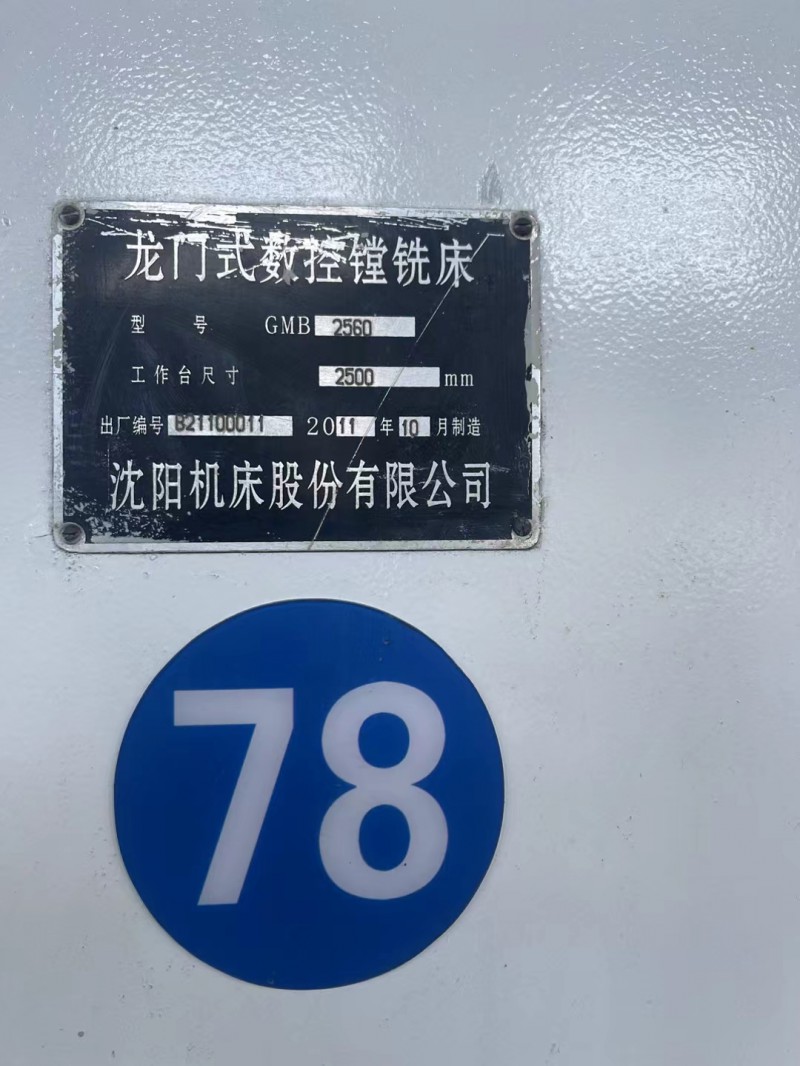 龙门式数控镗铣床
型 号 GMB 2560
工作台尺寸 2500 mm
出厂编号 B21100011 2011 年 10 月制造
沈阳机床股份有限公司
78